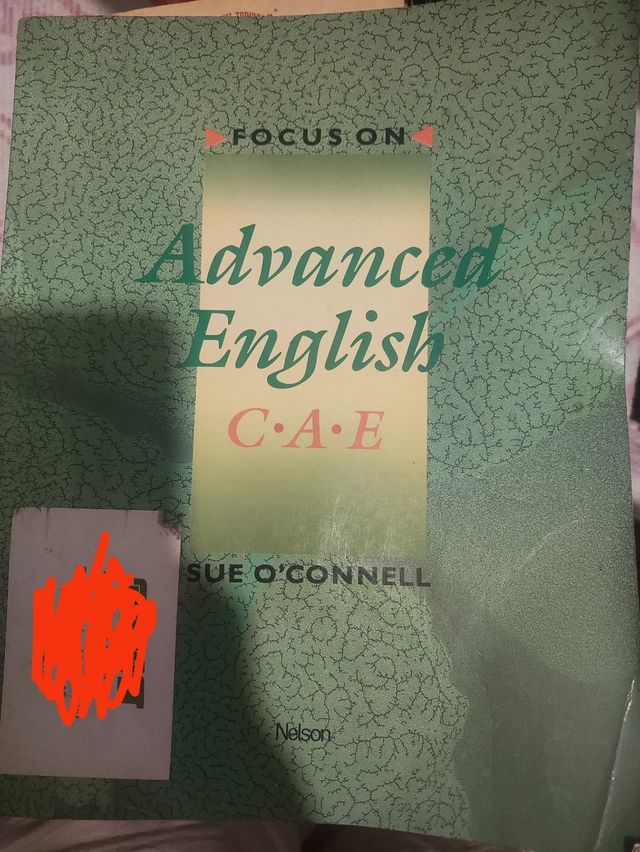 FOCUS ON
Advanced
English
C·A·E
SUE O'CONNELL
Nelson